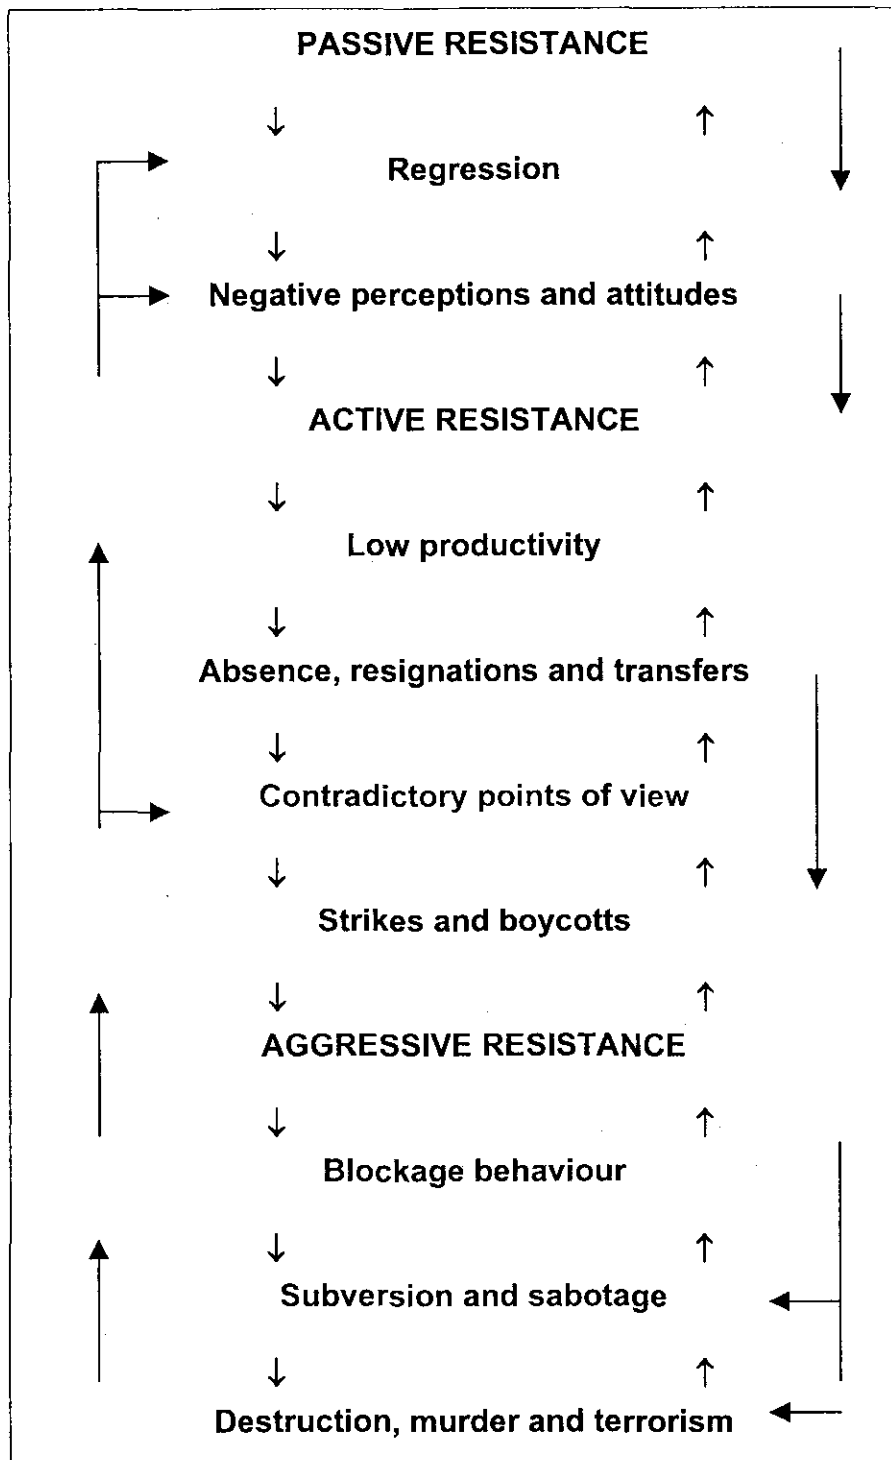 PASSIVE RESISTANCE
Regression
Negative perceptions and attitudes
ACTIVE RESISTANCE
Low productivity
Absence, resignations and transfers
Contradictory points of view
Strikes and boycotts
AGGRESSIVE RESISTANCE
Blockage behaviour
Subversion and sabotage
Destruction, murder and terrorism